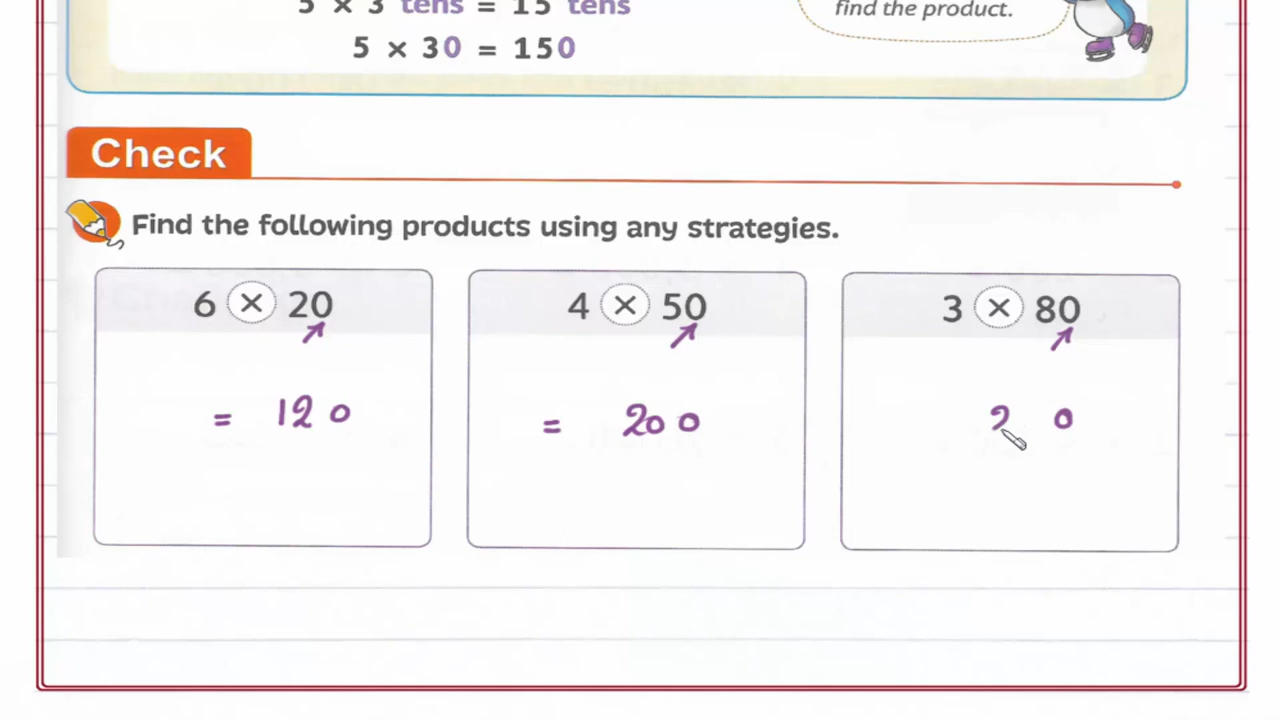 5 × 3 tens = 15 tens
5 × 30 = 150
find the product.
Check
Find the following products using any strategies.
6 × 20
= 120
4 × 50
= 200
3 × 80
2 0